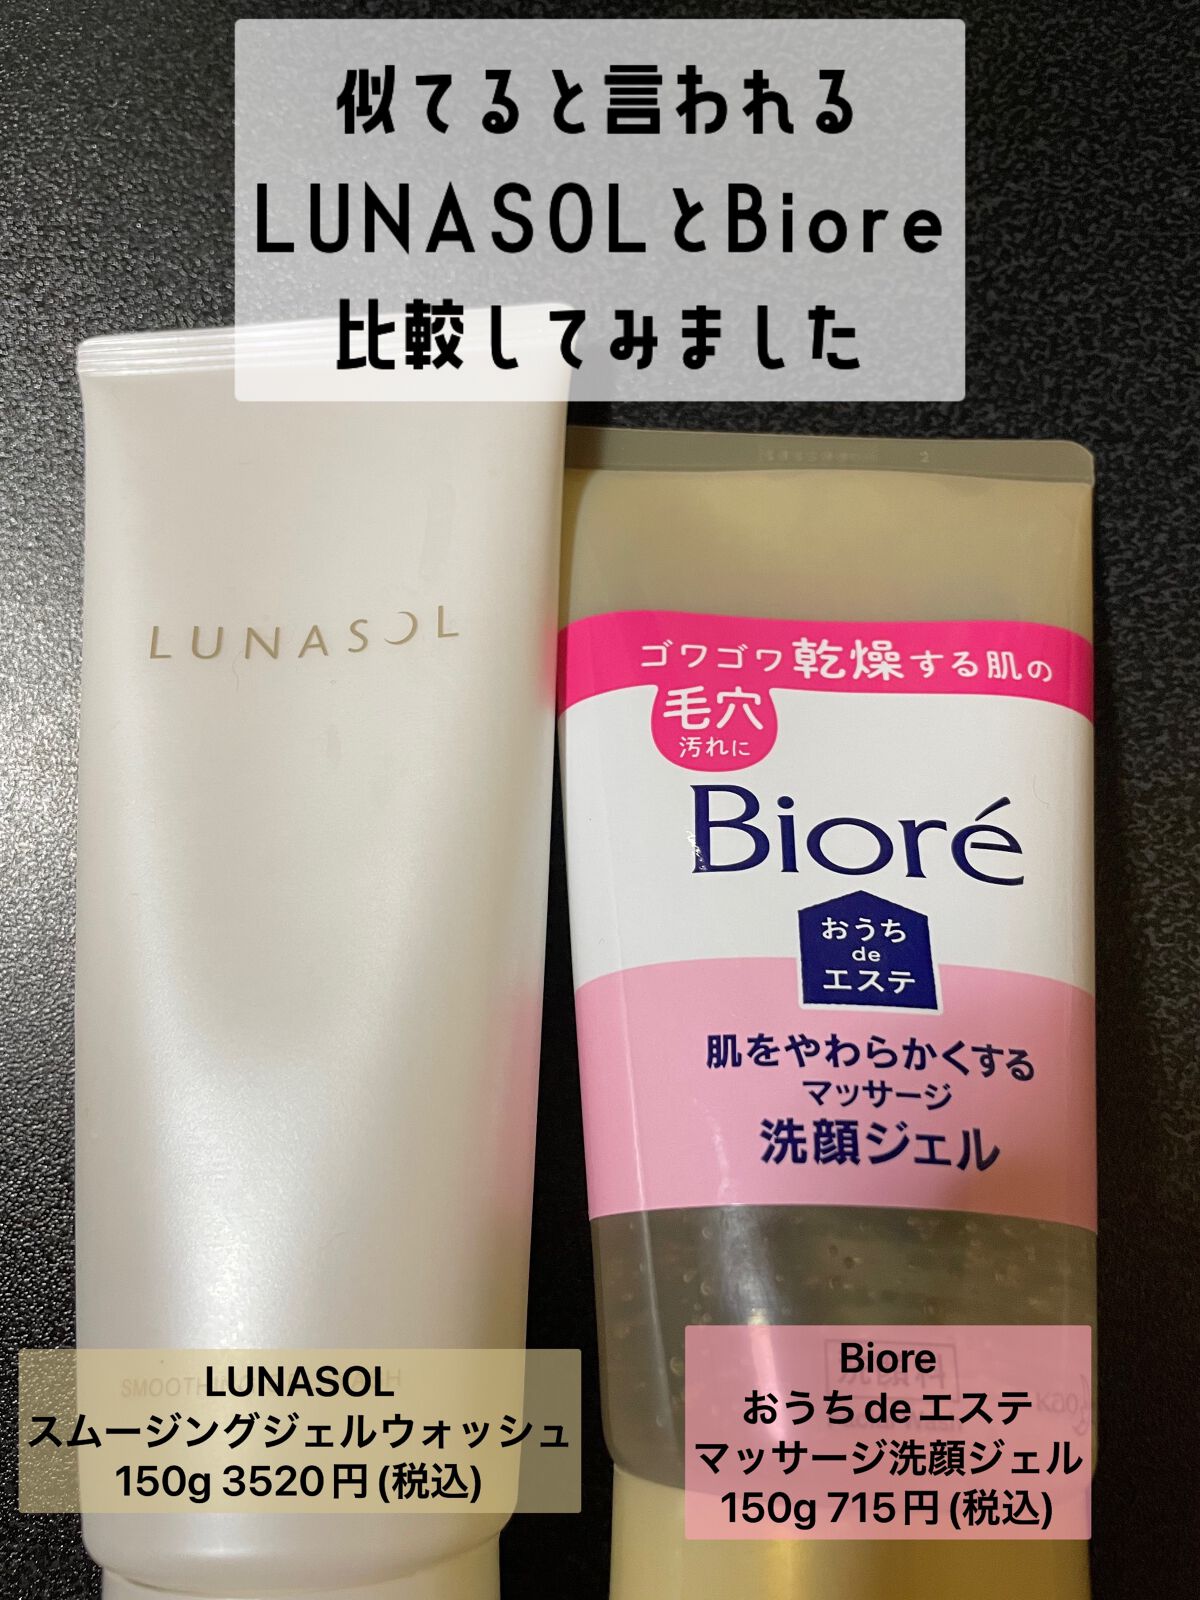 似てると言われる
LUNASOLとBiore
比較してみました
LUNASOL
ゴワゴワ乾燥する肌の
毛穴
汚れに
Bioré
おうち
de
エステ
肌をやわらかくする
マッサージ
洗顔ジェル
洗顔料
Kao
LUNASOL
スムージングジェルウォッシュ
150g 3520円(税込)
Biore
おうちdeエステ
マッサージ洗顔ジェル
150g 715円(税込)